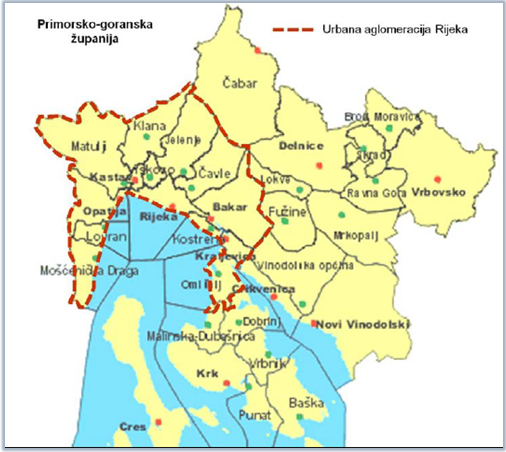 Primorsko-goranska
županija
Urbana aglomeracija Rijeka
Čabar
Klana
Brod Moravice
Matulji
Jelenje
Delnice
Skrad
Kastav
Viškovo
Čavle
Lokve
Ravna Gora
Vrbovsko
Opatija
Rijeka
Bakar
Fužine
Lovran
Kostrena
Mrkopalj
Kraljevica
Mošćenička Draga
Vinodolska općina
Omišalj
Crikvenica
Dobrinj
Novi Vinodolski
Malinska-Dubašnica
Vrbnik
Krk
Baška
Punat
Cres